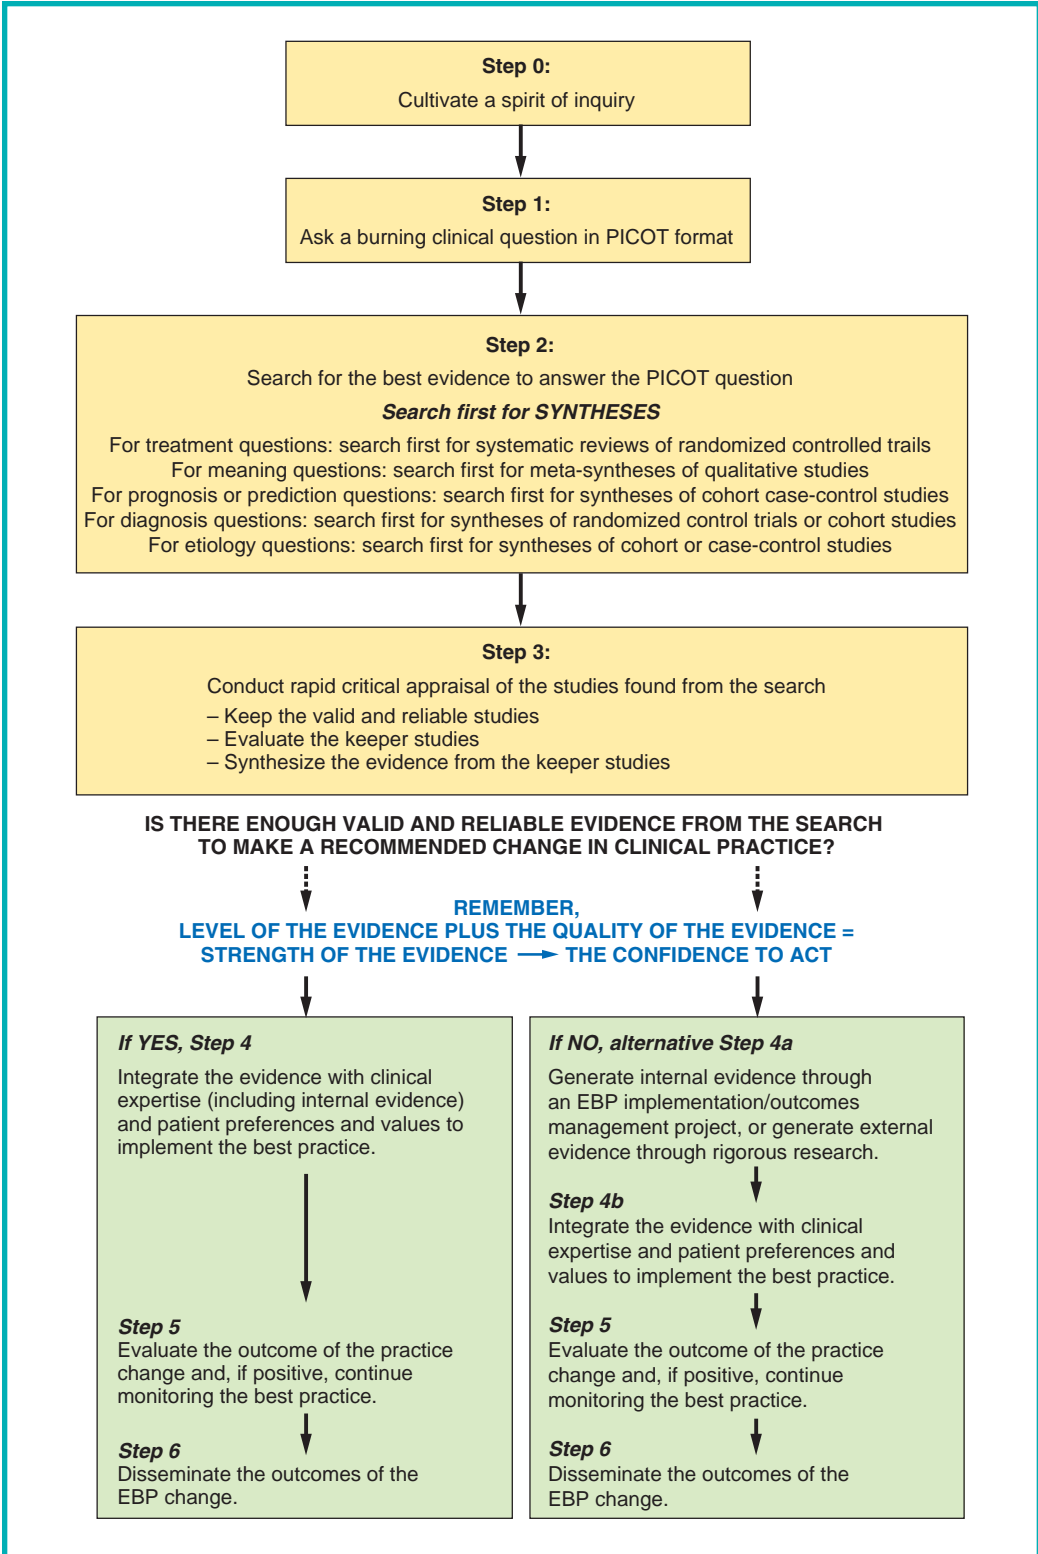 Step 0:
Cultivate a spirit of inquiry
Step 1:
Ask a burning clinical question in PICOT format
Step 2:
Search for the best evidence to answer the PICOT question
Search first for SYNTHESES
For treatment questions: search first for systematic reviews of randomized controlled trails
For meaning questions: search first for meta-syntheses of qualitative studies
For prognosis or prediction questions: search first for syntheses of cohort case-control studies
For diagnosis questions: search first for syntheses of randomized control trials or cohort studies
For etiology questions: search first for syntheses of cohort or case-control studies
Step 3:
Conduct rapid critical appraisal of the studies found from the search
– Keep the valid and reliable studies
– Evaluate the keeper studies
– Synthesize the evidence from the keeper studies
IS THERE ENOUGH VALID AND RELIABLE EVIDENCE FROM THE SEARCH
TO MAKE A RECOMMENDED CHANGE IN CLINICAL PRACTICE?
REMEMBER,
LEVEL OF THE EVIDENCE PLUS THE QUALITY OF THE EVIDENCE =
STRENGTH OF THE EVIDENCE → THE CONFIDENCE TO ACT
If YES, Step 4
Integrate the evidence with clinical
expertise (including internal evidence)
and patient preferences and values to
implement the best practice.
Step 5
Evaluate the outcome of the practice
change and, if positive, continue
monitoring the best practice.
Step 6
Disseminate the outcomes of the
EBP change.
If NO, alternative Step 4a
Generate internal evidence through
an EBP implementation/outcomes
management project, or generate external
evidence through rigorous research.
Step 4b
Integrate the evidence with clinical
expertise and patient preferences and
values to implement the best practice.
Step 5
Evaluate the outcome of the practice
change and, if positive, continue
monitoring the best practice.
Step 6
Disseminate the outcomes of the
EBP change.